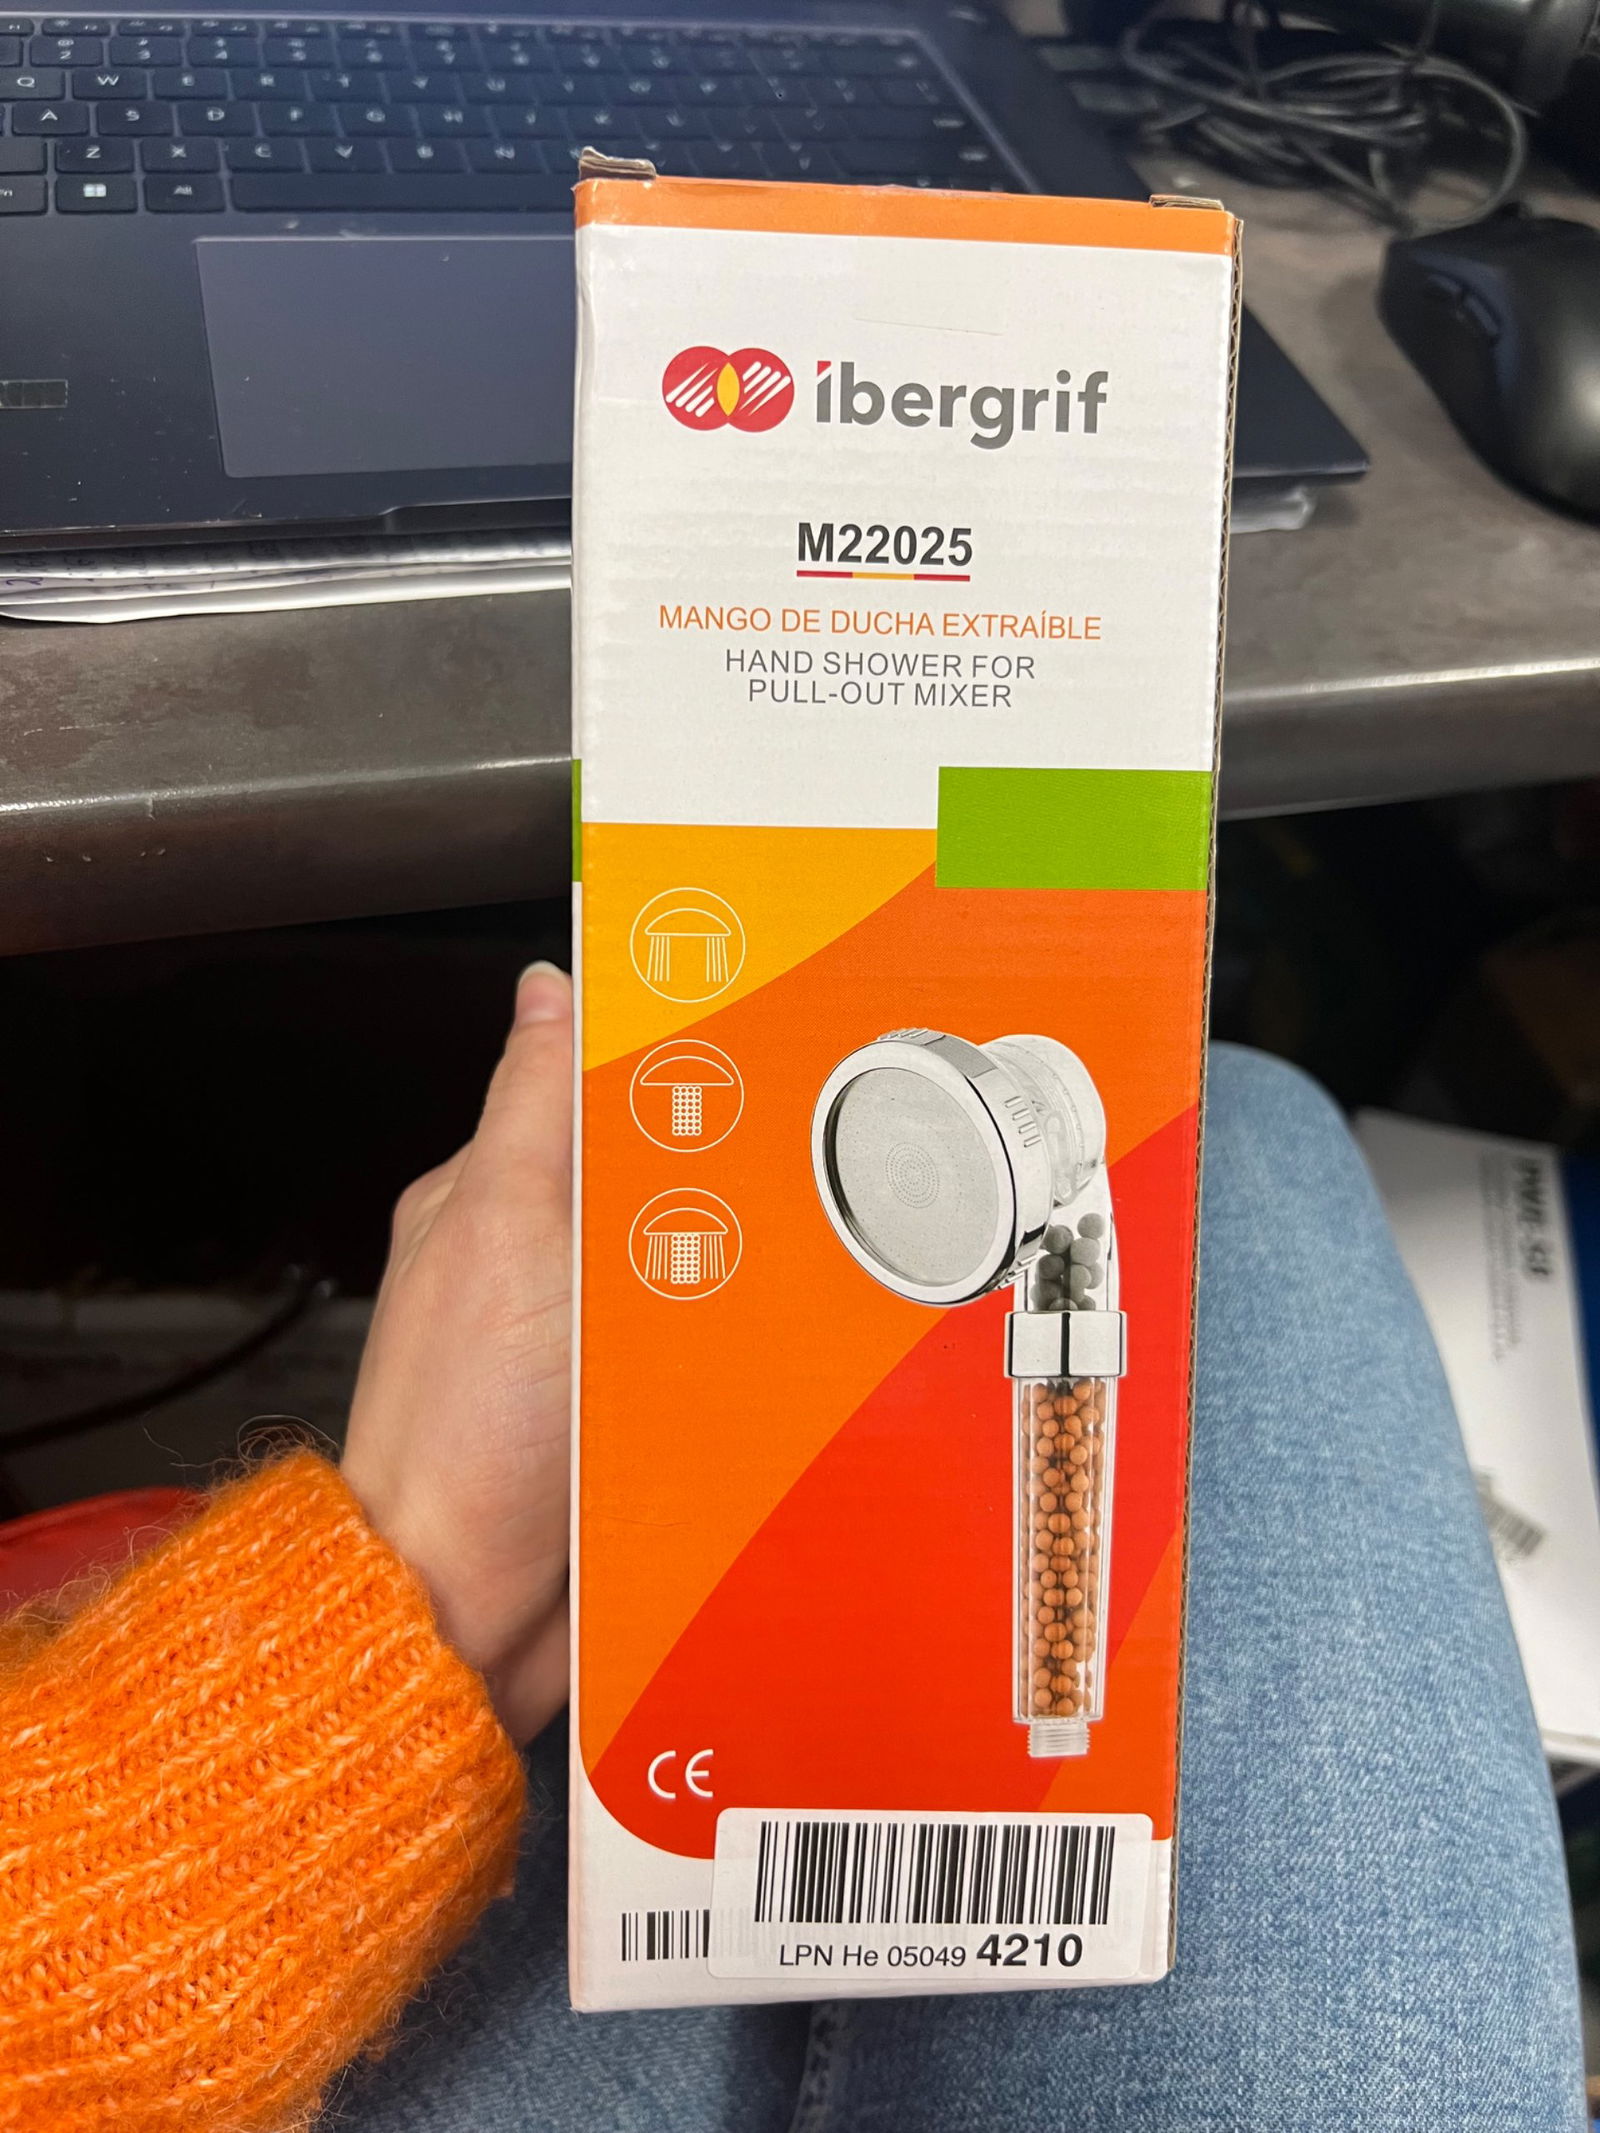 ibergrif
M22025
MANGO DE DUCHA EXTRAÍBLE
HAND SHOWER FOR
PULL-OUT MIXER
CE
LPN He 05049 4210